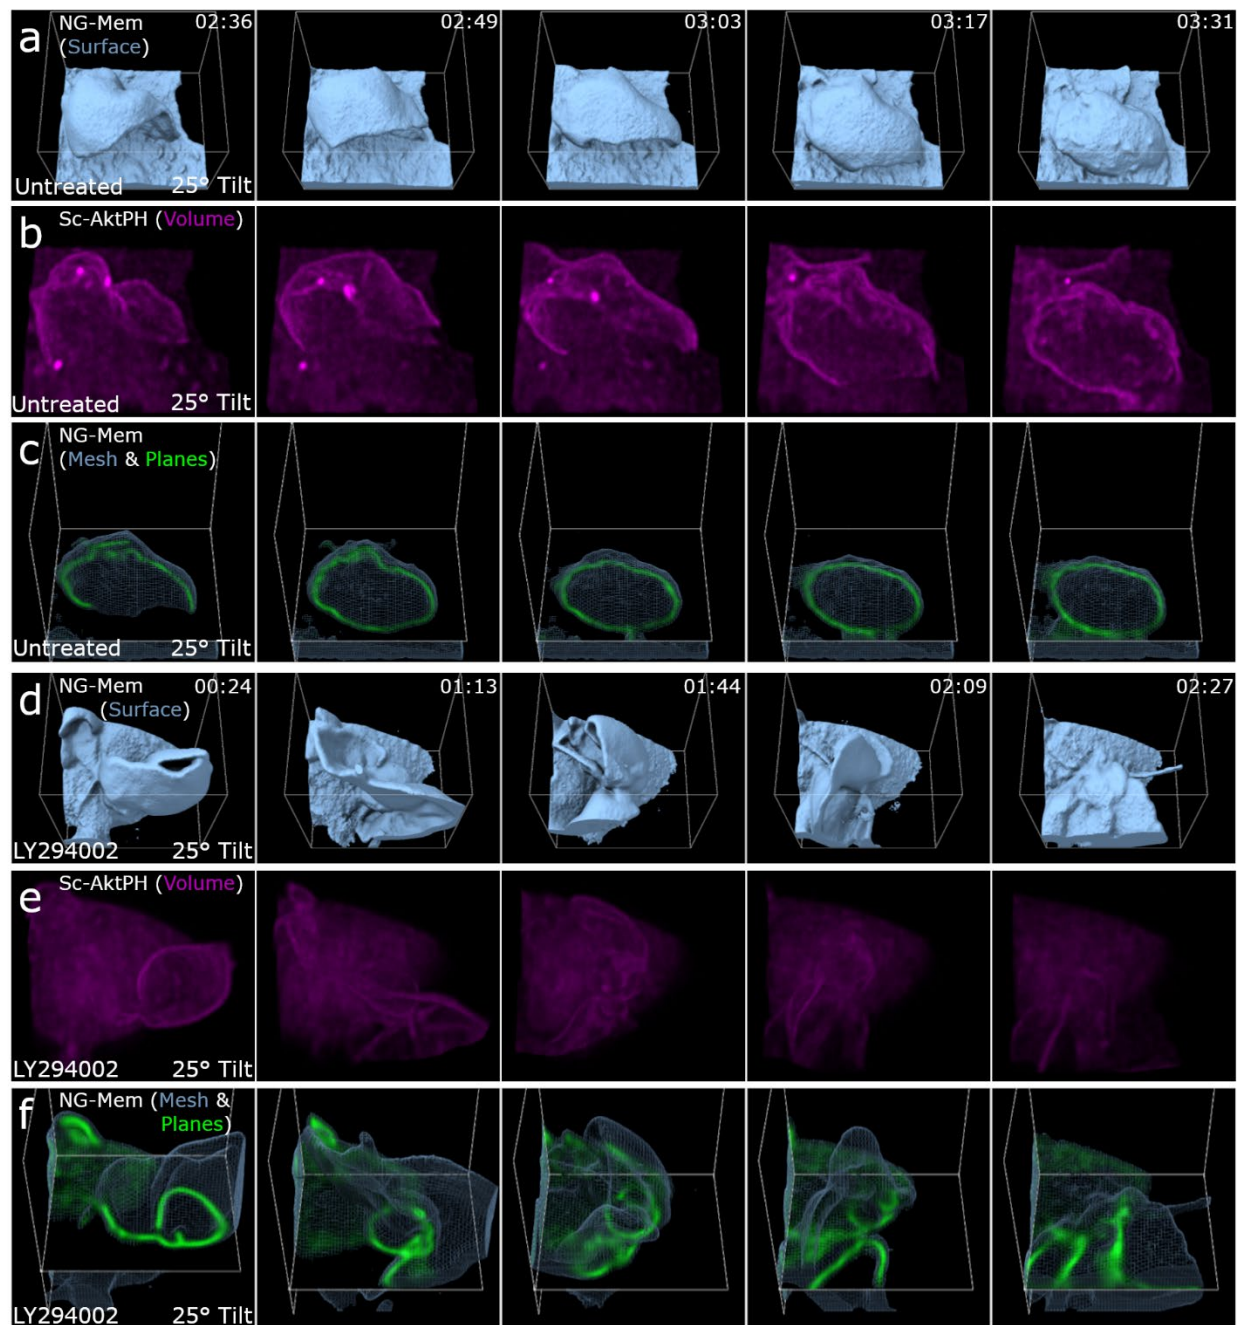 a
NG-Mem
(Surface)
02:36
02:49
03:03
03:17
03:31
Untreated
25° Tilt
b
Sc-AktPH (Volume)
Untreated
25° Tilt
c
NG-Mem
(Mesh & Planes)
Untreated
25° Tilt
d
NG-Mem
(Surface)
00:24
01:13
01:44
02:09
02:27
LY294002
25° Tilt
e
Sc-AktPH (Volume)
LY294002
25° Tilt
f
NG-Mem (Mesh &
Planes)
LY294002
25° Tilt